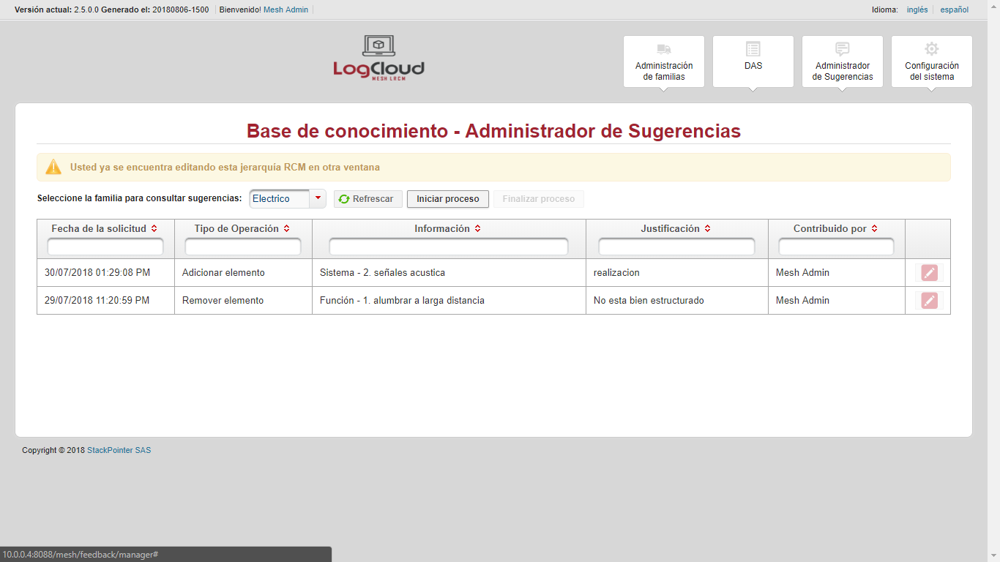 Versión actual: 2.5.0.0 Generado el: 20180806-1500 Bienvenido! Mesh Admin Idioma: inglés español
LogCloud
MESH LRCM
Administración
de familias
DAS
Administrador
de Sugerencias
Configuración
del sistema
Base de conocimiento - Administrador de Sugerencias
Usted ya se encuentra editando esta jerarquía RCM en otra ventana
Seleccione la familia para consultar sugerencias: Electrico Refrescar Iniciar proceso Finalizar proceso
Fecha de la solicitud Tipo de Operación Información Justificación Contribuido por
30/07/2018 01:29:08 PM Adicionar elemento Sistema - 2. señales acustica realizacion Mesh Admin
29/07/2018 11:20:59 PM Remover elemento Función - 1. alumbrar a larga distancia No esta bien estructurado Mesh Admin
Copyright © 2018 StackPointer SAS
10.0.0.4:8088/mesh/feedback/manager#